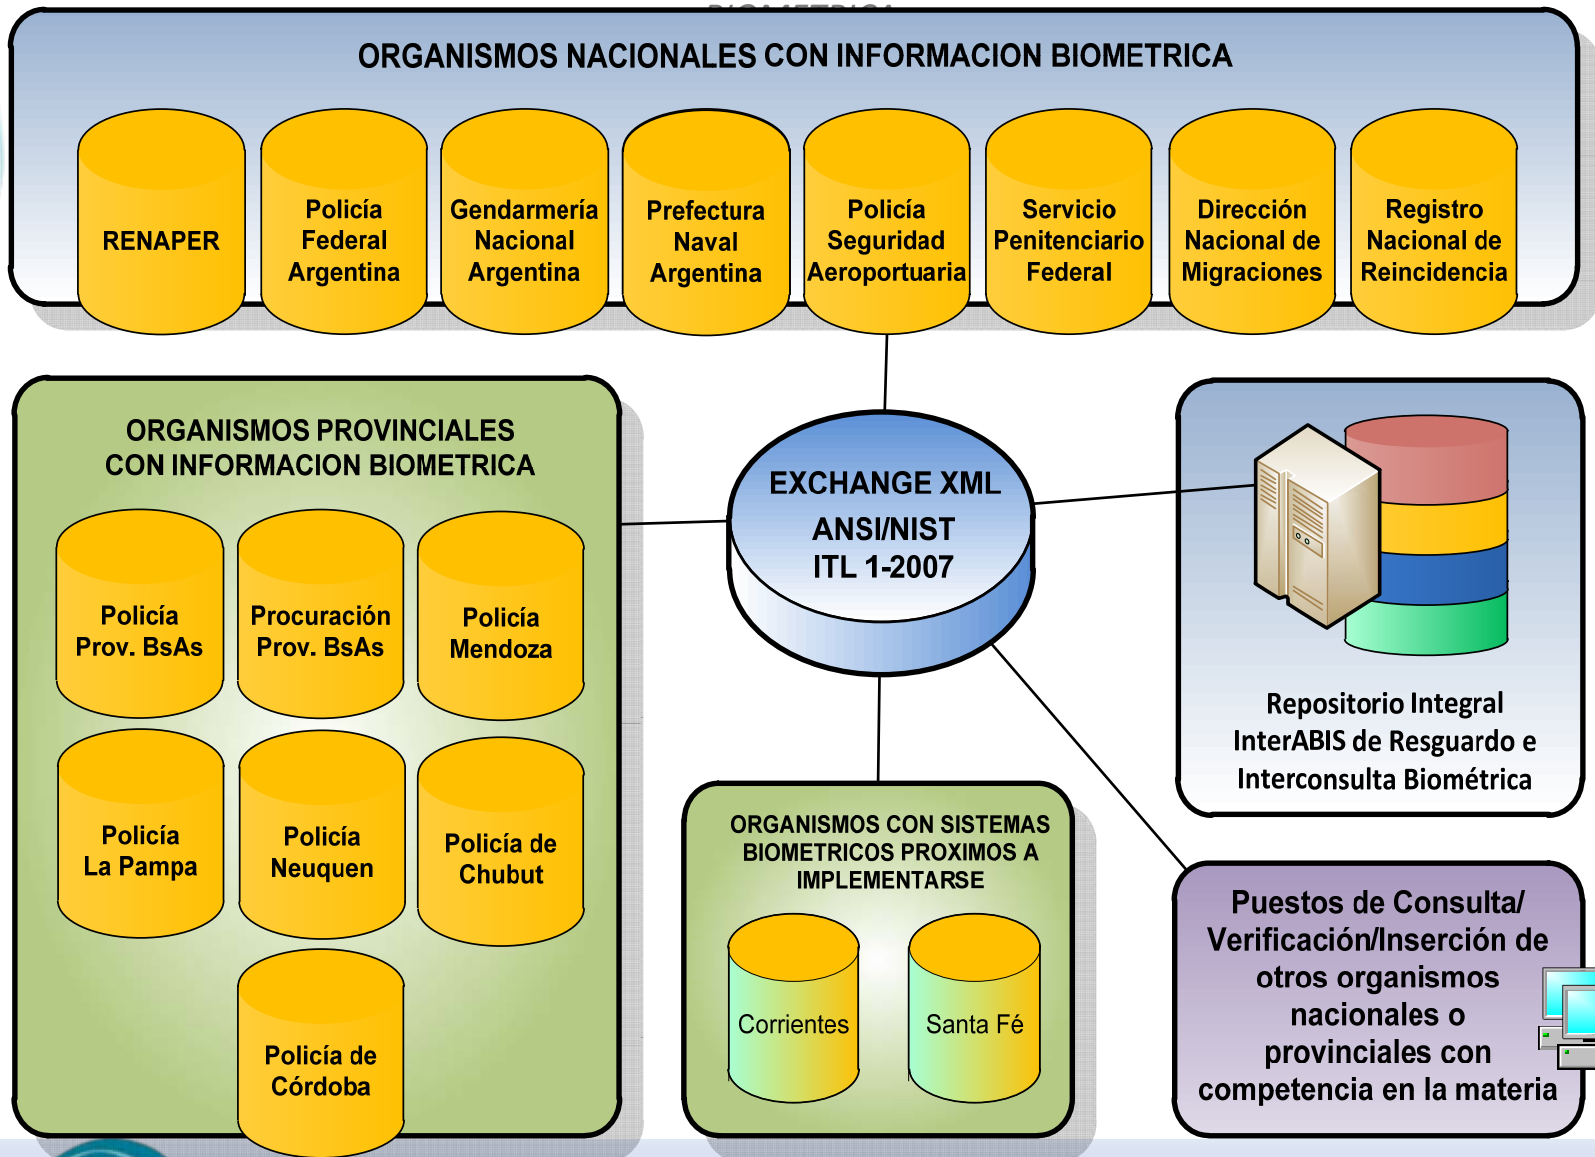 ORGANISMOS NACIONALES CON INFORMACION BIOMETRICA
RENAPER
Policía
Federal
Argentina
Gendarmería
Nacional
Argentina
Prefectura
Naval
Argentina
Policía
Seguridad
Aeroportuaria
Servicio
Penitenciario
Federal
Dirección
Nacional de
Migraciones
Registro
Nacional de
Reincidencia
ORGANISMOS PROVINCIALES
CON INFORMACION BIOMETRICA
Policía
Prov. BsAs
Procuración
Prov. BsAs
Policía
Mendoza
Policía
La Pampa
Policía
Neuquen
Policía de
Chubut
Policía de
Córdoba
EXCHANGE XML
ANSI/NIST
ITL 1-2007
Repositorio Integral
InterABIS de Resguardo e
Interconsulta Biométrica
ORGANISMOS CON SISTEMAS
BIOMETRICOS PROXIMOS A
IMPLEMENTARSE
Corrientes
Santa Fé
Puestos de Consulta/
Verificación/Inserción de
otros organismos
nacionales o
provinciales con
competencia en la materia